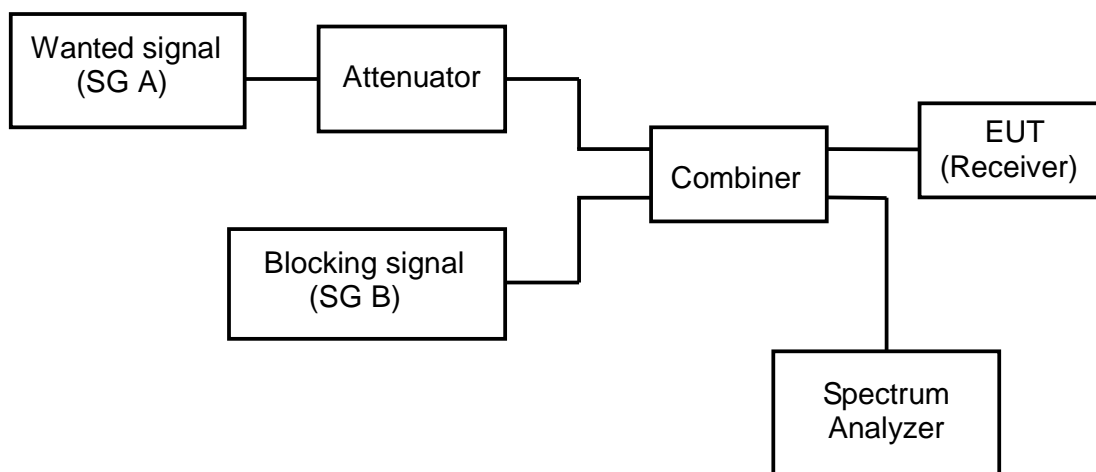 Wanted signal
(SG A)
Attenuator
Combiner
EUT
(Receiver)
Blocking signal
(SG B)
Spectrum
Analyzer